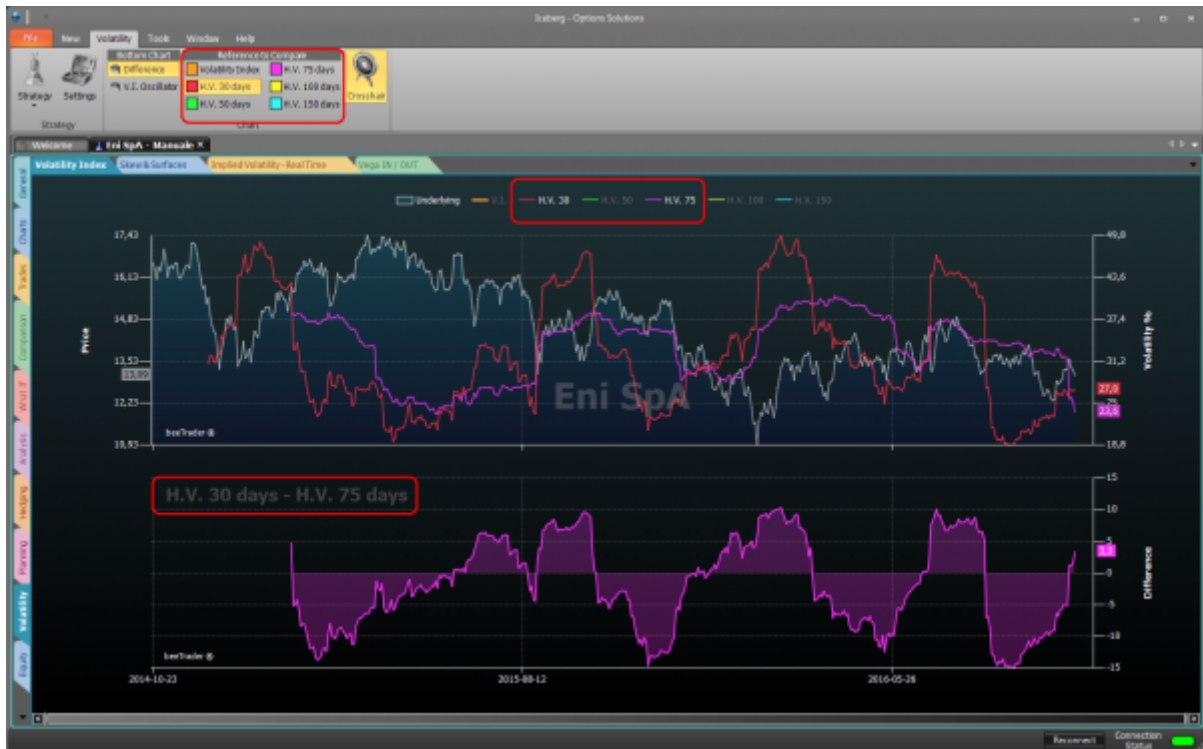 Iceberg - Options Solutions
File New Volatility Tools Window Help
Bottom Chart Reference to Compare
Difference Volatility Index H.V. 75 days
V.I. Oscillator H.V. 30 days H.V. 100 days
H.V. 50 days H.V. 150 days
Strategy Settings Crosshair
Strategy Chart
Welcome Eni SpA - Manuale
Volatility Index Skew & Surfaces Implied Volatility - Real Time Vega IN / OUT
General
Charts
Trades
Comparison
What If
Analysis
Hedging
Planning
Volatility
Equity
Underlying V.I. H.V. 30 H.V. 50 H.V. 75 H.V. 100 H.V. 150
17,43 49,8
16,13 43,6
14,83 37,4
13,53 31,2
13,09
27,0
12,23 25
23,6
10,93 18,8
Price
Volatility %
Eni SpA
beeTrader ®
H.V. 30 days - H.V. 75 days
15
10
5
3,3
0
-5
-10
-15
Difference
beeTrader ®
2014-10-23 2015-08-12 2016-05-26
Reconnect Connection Status